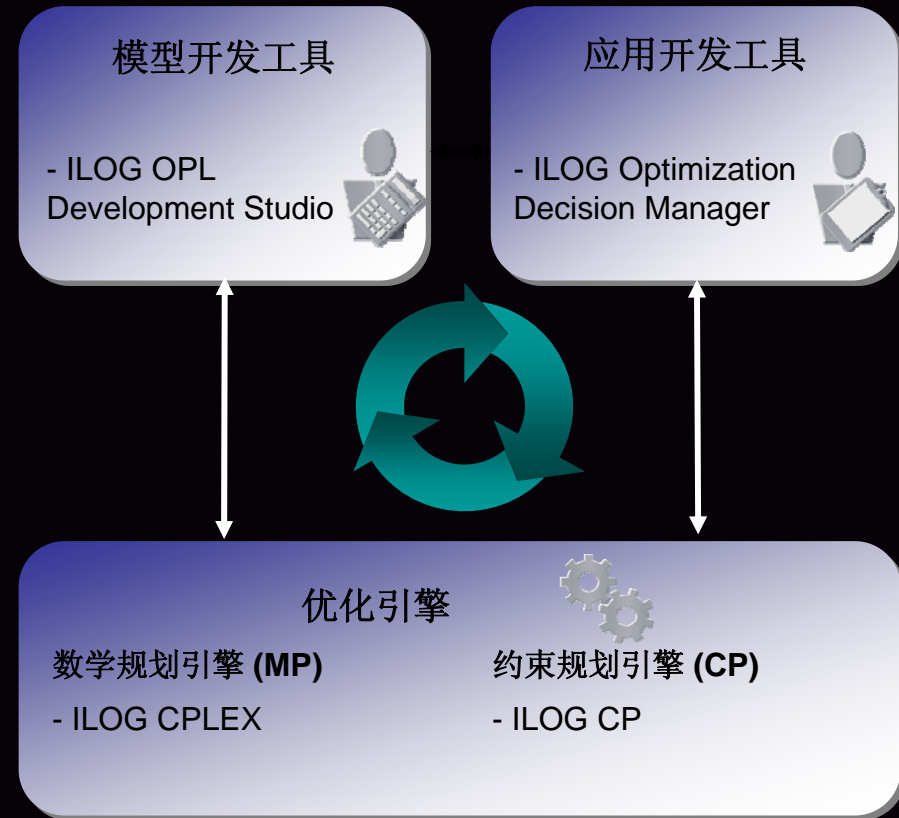 模型开发工具
- ILOG OPL
Development Studio
应用开发工具
- ILOG Optimization
Decision Manager
优化引擎
数学规划引擎 (MP)
- ILOG CPLEX
约束规划引擎 (CP)
- ILOG CP